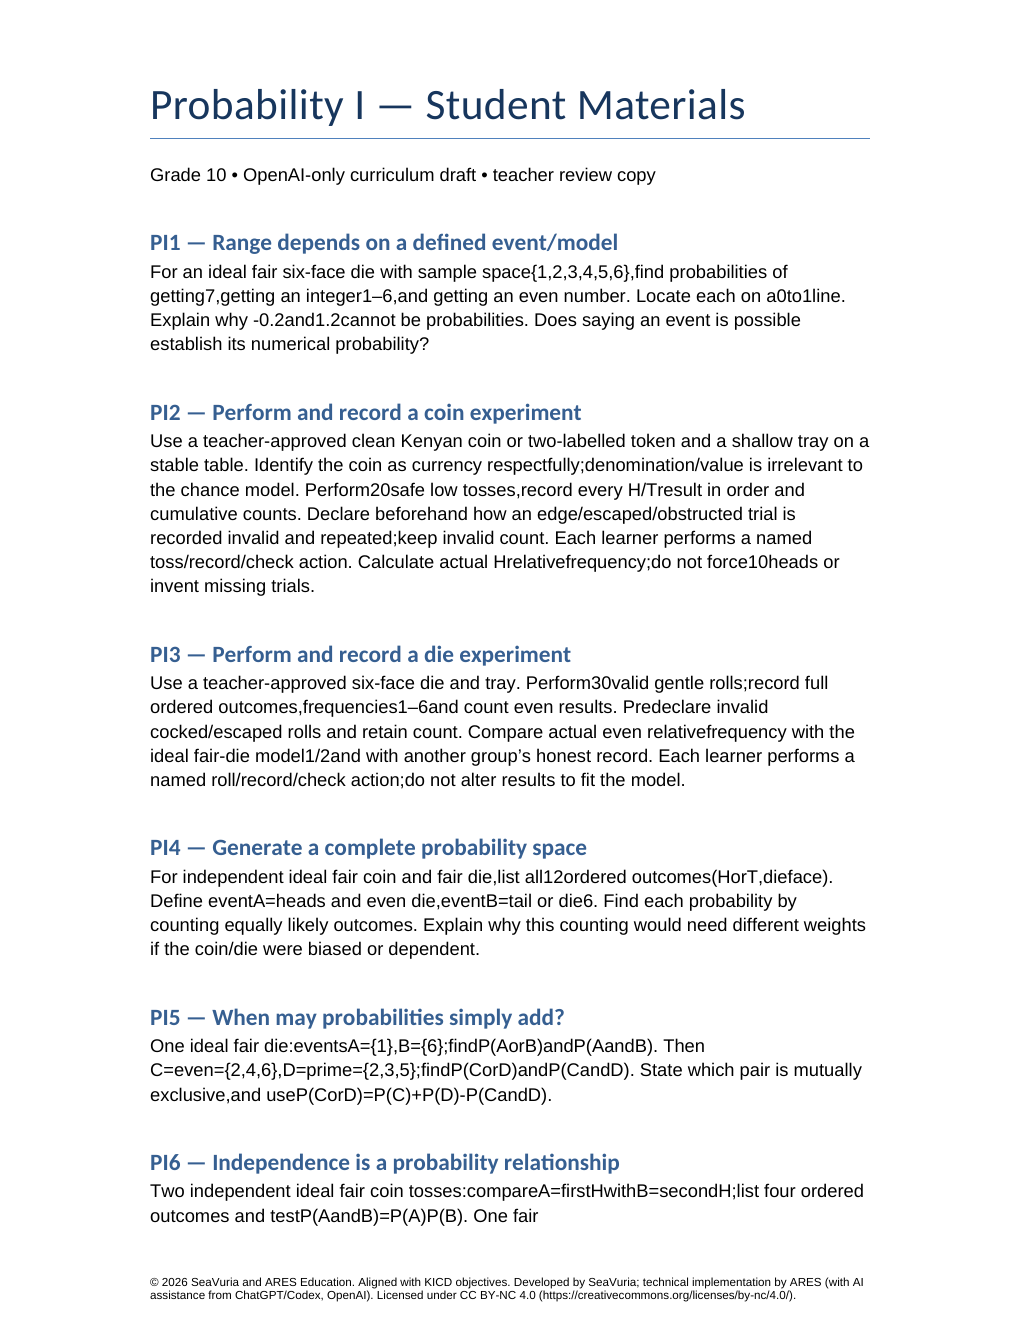 Probability I — Student Materials
Grade 10 • OpenAI-only curriculum draft • teacher review copy
PI1 — Range depends on a defined event/model
For an ideal fair six-face die with sample space{1,2,3,4,5,6},find probabilities of
getting7,getting an integer1–6,and getting an even number. Locate each on a0to1line.
Explain why -0.2and1.2cannot be probabilities. Does saying an event is possible
establish its numerical probability?
PI2 — Perform and record a coin experiment
Use a teacher-approved clean Kenyan coin or two-labelled token and a shallow tray on a
stable table. Identify the coin as currency respectfully;denomination/value is irrelevant to
the chance model. Perform20safe low tosses,record every H/Tresult in order and
cumulative counts. Declare beforehand how an edge/escaped/obstructed trial is
recorded invalid and repeated;keep invalid count. Each learner performs a named
toss/record/check action. Calculate actual Hrelativefrequency;do not force10heads or
invent missing trials.
PI3 — Perform and record a die experiment
Use a teacher-approved six-face die and tray. Perform30valid gentle rolls;record full
ordered outcomes,frequencies1–6and count even results. Predeclare invalid
cocked/escaped rolls and retain count. Compare actual even relativefrequency with the
ideal fair-die model1/2and with another group’s honest record. Each learner performs a
named roll/record/check action;do not alter results to fit the model.
PI4 — Generate a complete probability space
For independent ideal fair coin and fair die,list all12ordered outcomes(HorT,dieface).
Define eventA=heads and even die,eventB=tail or die6. Find each probability by
counting equally likely outcomes. Explain why this counting would need different weights
if the coin/die were biased or dependent.
PI5 — When may probabilities simply add?
One ideal fair die:eventsA={1},B={6};findP(AorB)andP(AandB). Then
C=even={2,4,6},D=prime={2,3,5};findP(CorD)andP(CandD). State which pair is mutually
exclusive,and useP(CorD)=P(C)+P(D)-P(CandD).
PI6 — Independence is a probability relationship
Two independent ideal fair coin tosses:compareA=firstHwithB=secondH;list four ordered
outcomes and testP(AandB)=P(A)P(B). One fair
© 2026 SeaVuria and ARES Education. Aligned with KICD objectives. Developed by SeaVuria; technical implementation by ARES (with AI
assistance from ChatGPT/Codex, OpenAI). Licensed under CC BY-NC 4.0 (https://creativecommons.org/licenses/by-nc/4.0/).